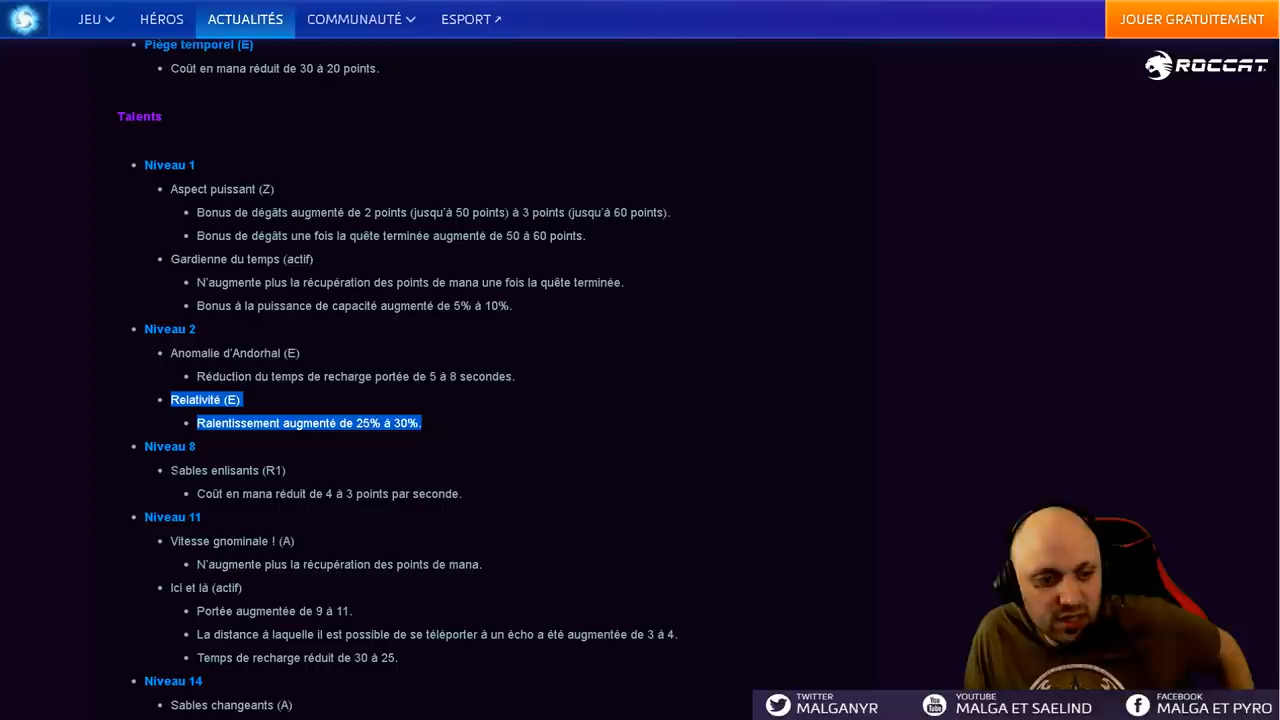 JEU HÉROS ACTUALITÉS COMMUNAUTÉ ESPORT JOUER GRATUITEMENT
Piège temporel (E)
Coût en mana réduit de 30 à 20 points.
ROCCAT
Talents
Niveau 1
Aspect puissant (Z)
Bonus de dégâts augmenté de 2 points (jusqu'à 50 points) à 3 points (jusqu'à 60 points).
Bonus de dégâts une fois la quête terminée augmenté de 50 à 60 points.
Gardienne du temps (actif)
N'augmente plus la récupération des points de mana une fois la quête terminée.
Bonus à la puissance de capacité augmenté de 5% à 10%.
Niveau 2
Anomalie d'Andorhal (E)
Réduction du temps de recharge portée de 5 à 8 secondes.
Relativité (E)
Ralentissement augmenté de 25% à 30%.
Niveau 8
Sables enlisants (R1)
Coût en mana réduit de 4 à 3 points par seconde.
Niveau 11
Vitesse gnominale ! (A)
N'augmente plus la récupération des points de mana.
Ici et là (actif)
Portée augmentée de 9 à 11.
La distance à laquelle il est possible de se téléporter à un écho a été augmentée de 3 à 4.
Temps de recharge réduit de 30 à 25.
Niveau 14
Sables changeants (A)
TWITTER
MALGANYR
YOUTUBE
MALGA ET SAELIND
FACEBOOK
MALGA ET PYRO